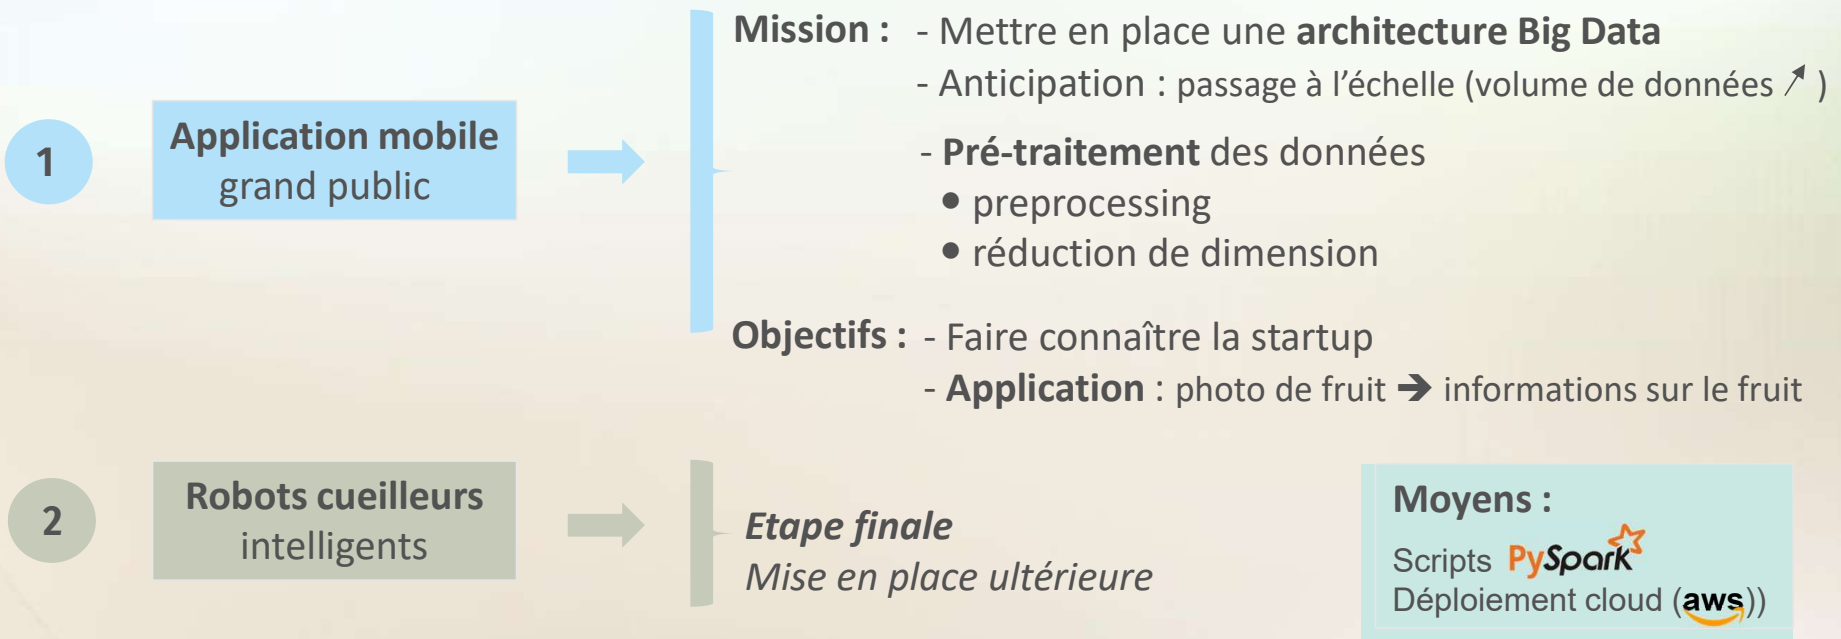 1
Application mobile
grand public
Mission : - Mettre en place une architecture Big Data
- Anticipation : passage à l'échelle (volume de données ↗ )
- Pré-traitement des données
• preprocessing
• réduction de dimension
Objectifs : - Faire connaître la startup
- Application : photo de fruit ➔ informations sur le fruit
2
Robots cueilleurs
intelligents
Etape finale
Mise en place ultérieure
Moyens :
Scripts PySpark
Déploiement cloud (aws))